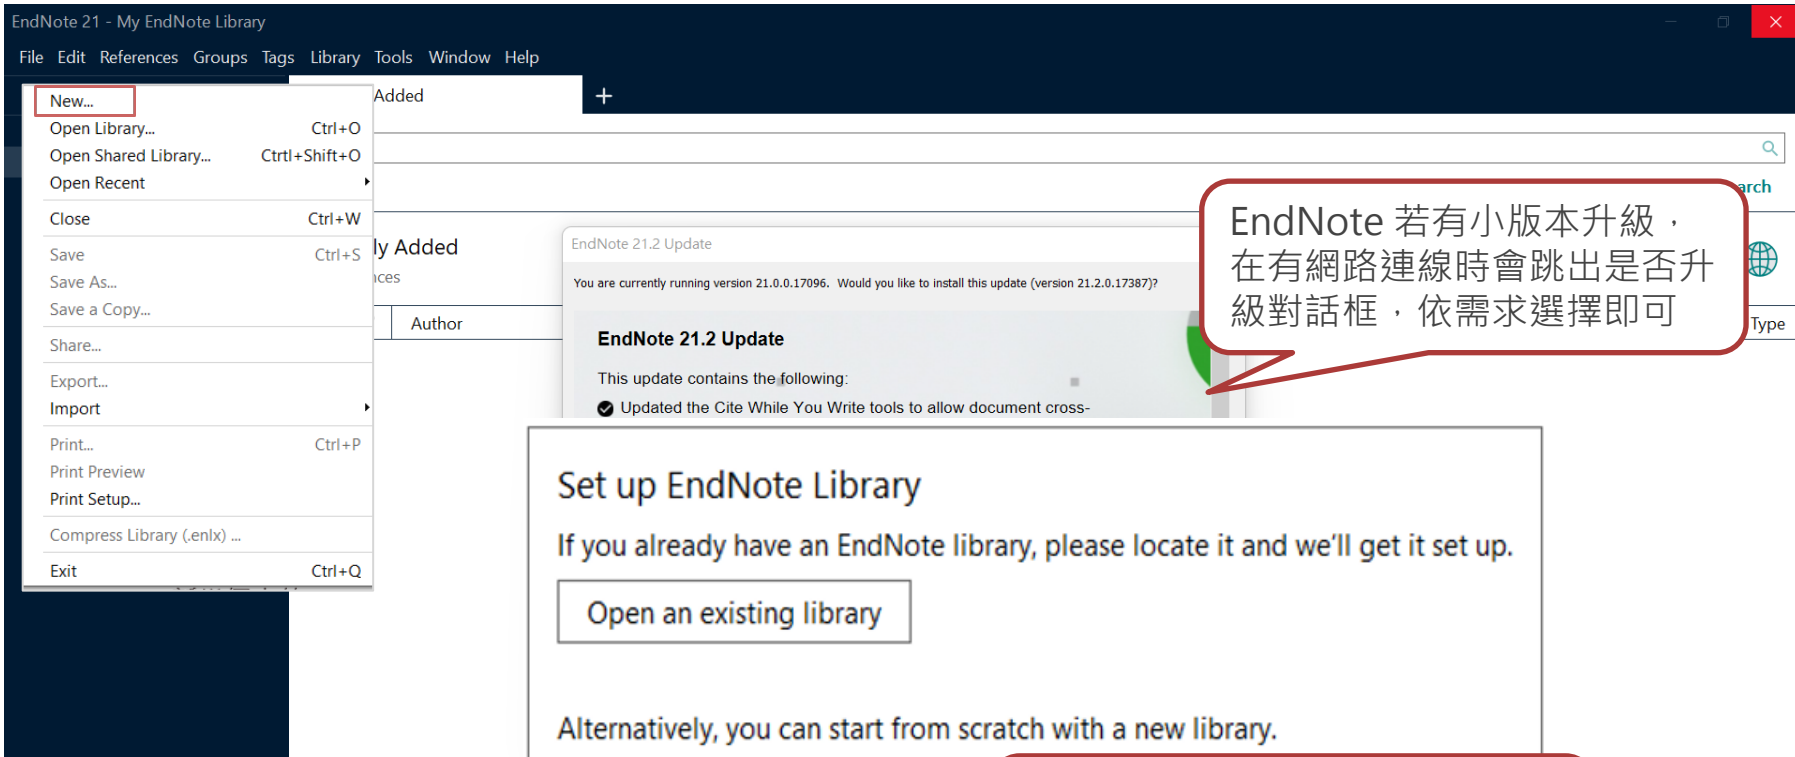 EndNote 21 - My EndNote Library
File Edit References Groups Tags Library Tools Window Help
Added
New...
Open Library... Ctrl+O
Open Shared Library... Ctrtl+Shift+O
Open Recent
Close Ctrl+W
Save Ctrl+S
Save As...
Save a Copy...
Share...
Export...
Import
Print... Ctrl+P
Print Preview
Print Setup...
Compress Library (.enlx) ...
Exit Ctrl+Q
arch
ly Added
nces
Author
Type
EndNote 21.2 Update
You are currently running version 21.0.0.17096. Would you like to install this update (version 21.2.0.17387)?
EndNote 21.2 Update
This update contains the following:
Updated the Cite While You Write tools to allow document cross-
EndNote 若有小版本升級，
在有網路連線時會跳出是否升
級對話框，依需求選擇即可
Set up EndNote Library
If you already have an EndNote library, please locate it and we'll get it set up.
Open an existing library
Alternatively, you can start from scratch with a new library.